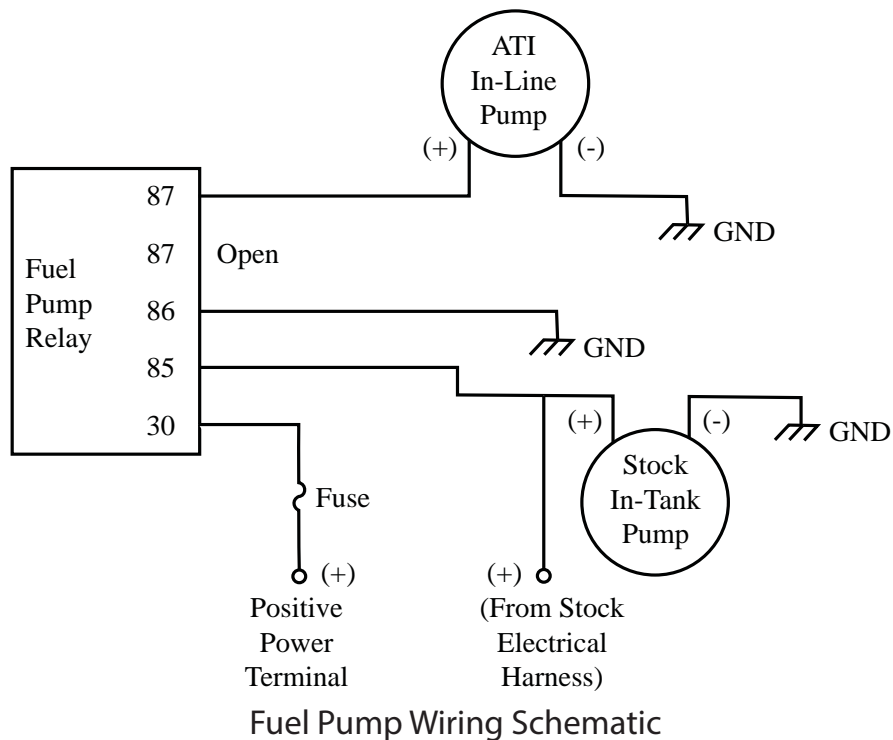 ATI
In-Line
Pump
(+)
(-)
GND
Fuel
Pump
Relay
87
87
Open
86
GND
85
30
(+)
(-)
GND
Stock
In-Tank
Pump
Fuse
(+)
Positive
Power
Terminal
(+)
(From Stock
Electrical
Harness)
Fuel Pump Wiring Schematic